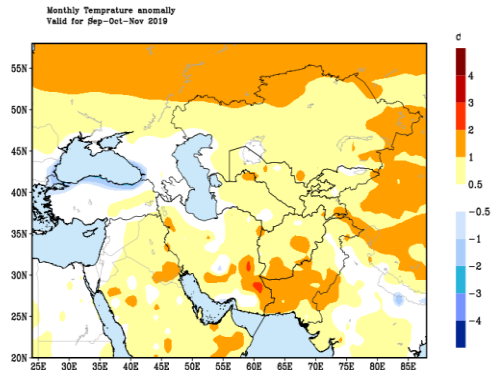 Monthly Temprature anomally
Valid for Sep-Oct-Nov 2019
c
55N
50N
45N
40N
35N
30N
25N
20N
25E 30E 35E 40E 45E 50E 55E 60E 65E 70E 75E 80E 85E
4
3
2
1
0.5
-0.5
-1
-2
-3
-4